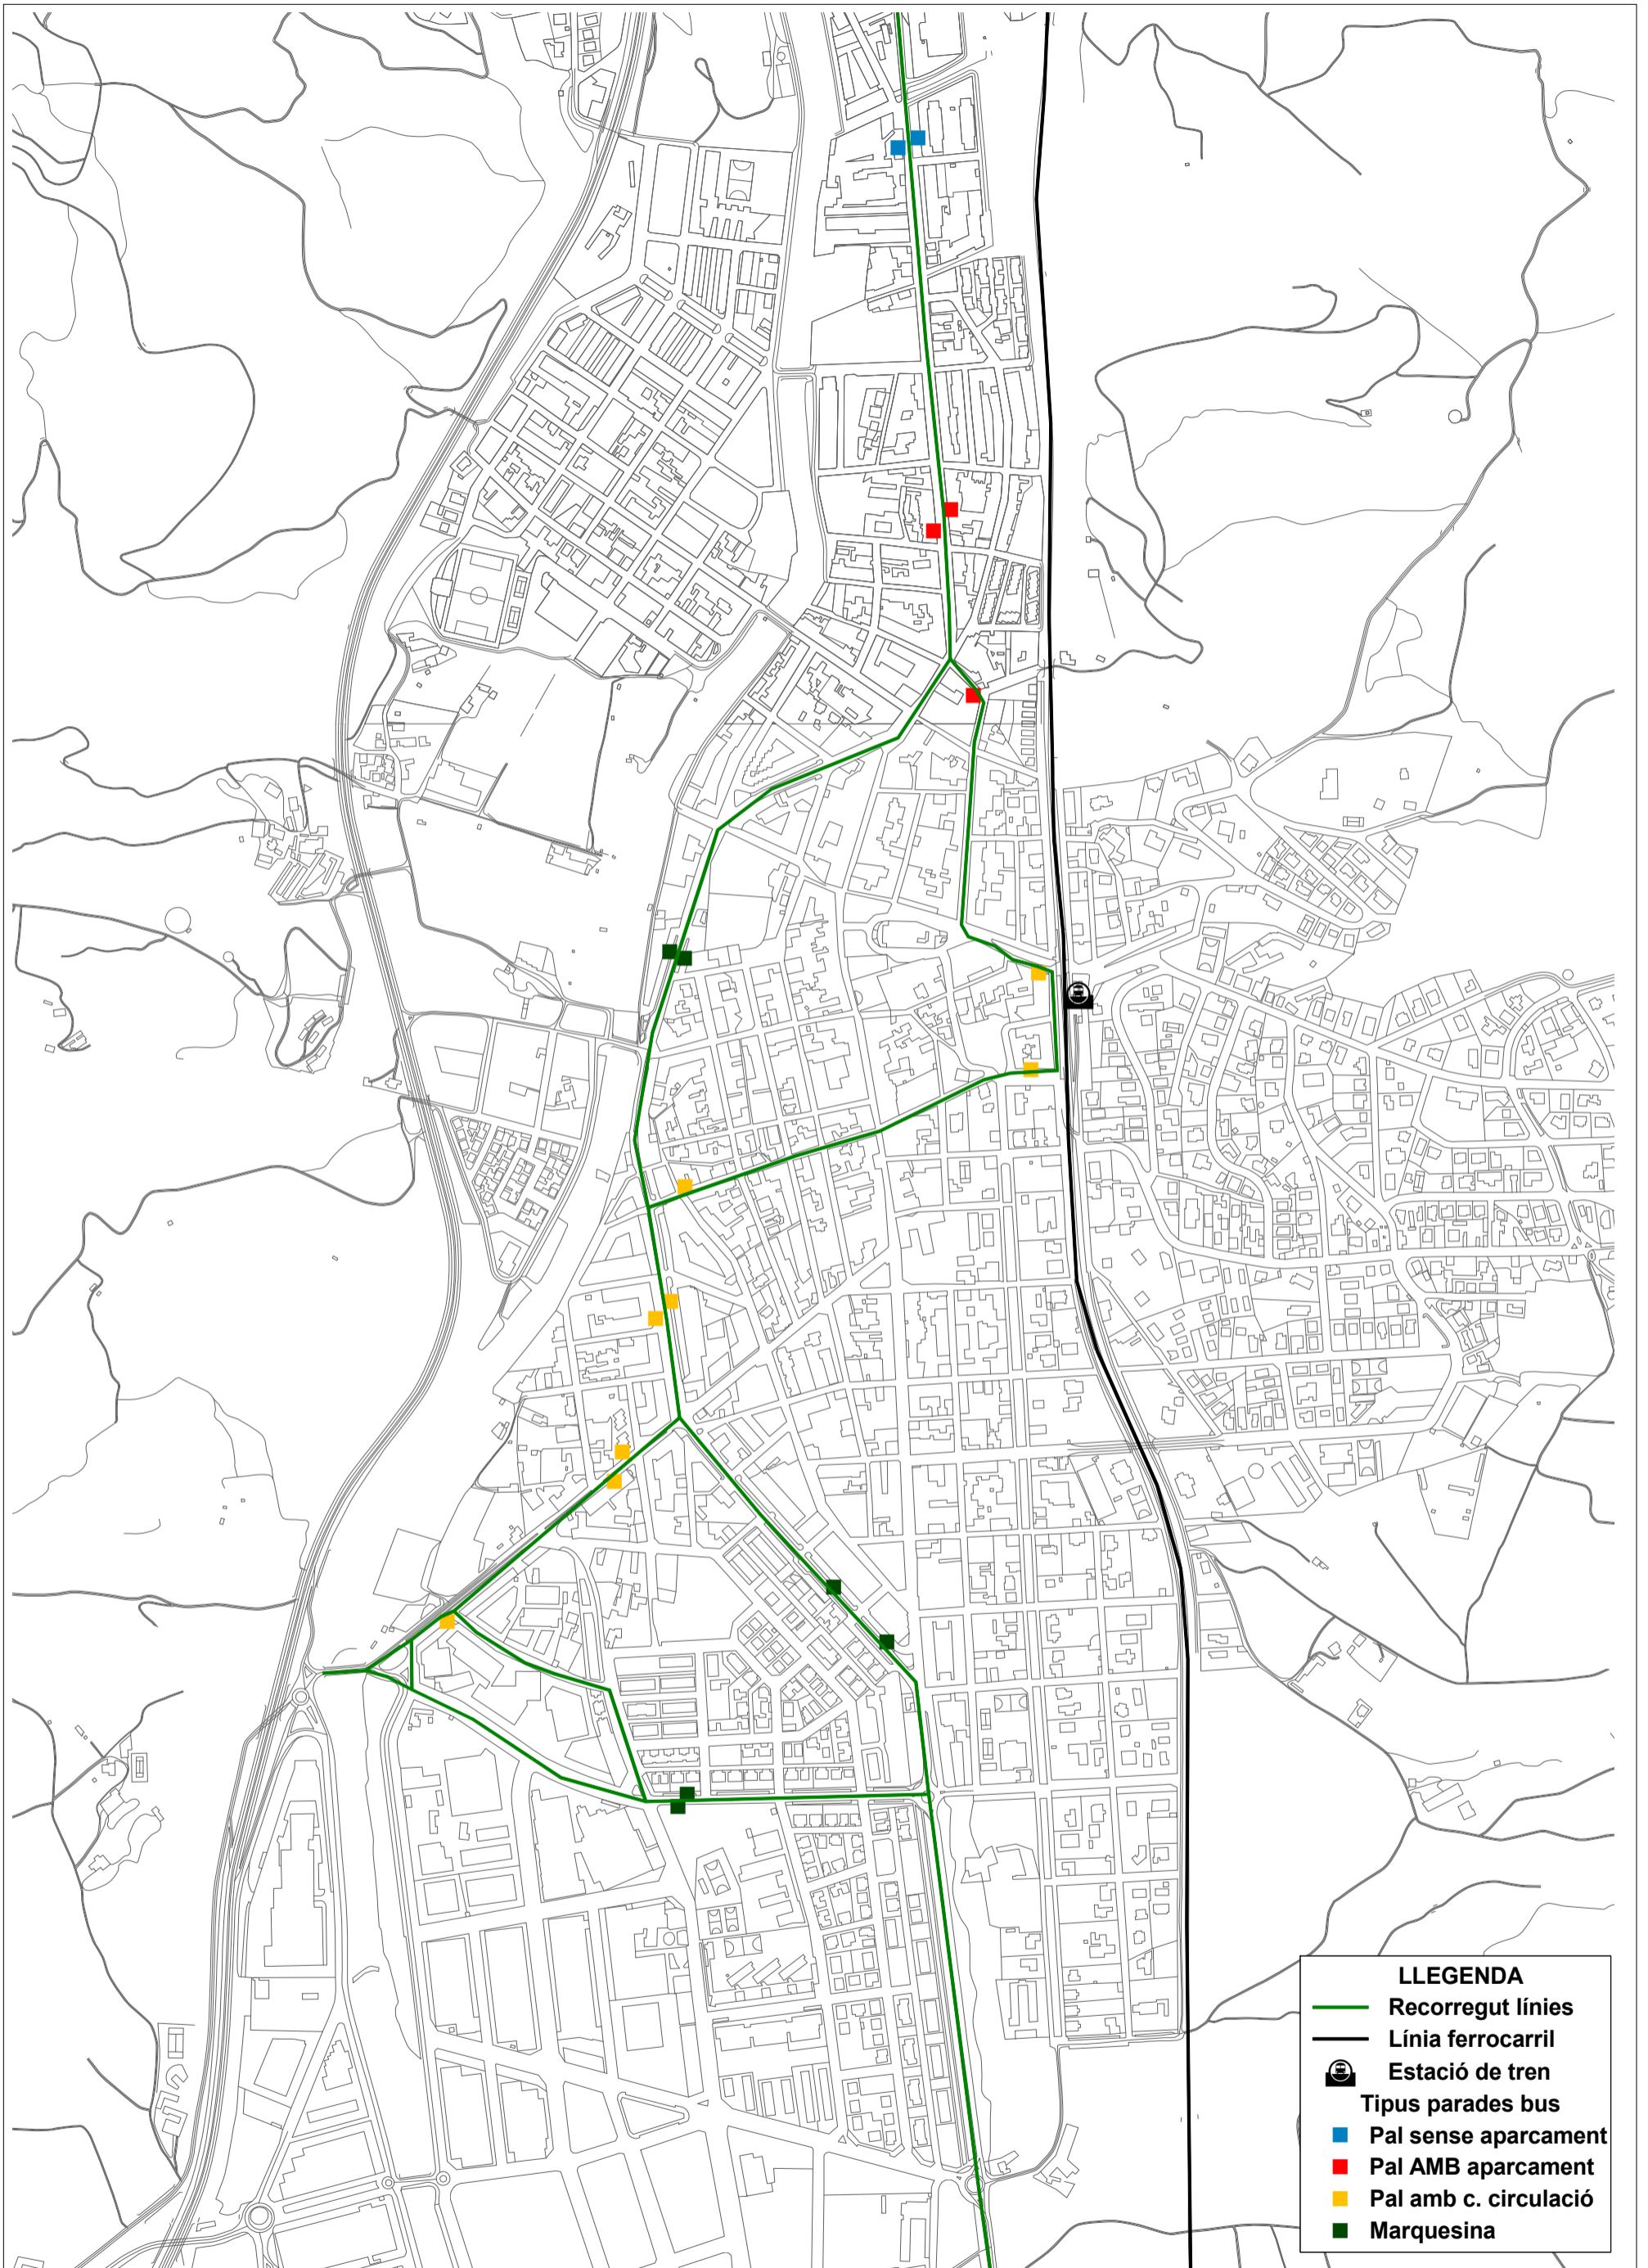 LLEGENDA
Recorregut línies
Línia ferrocarril
Estació de tren
Tipus parades bus
Pal sense aparcament
Pal AMB aparcament
Pal amb c. circulació
Marquesina